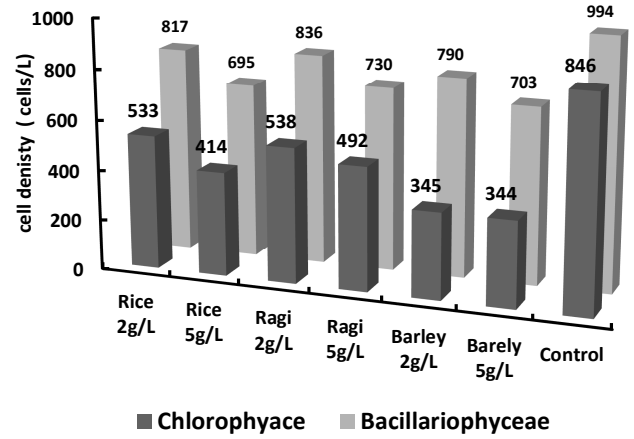 cell denisty ( cells/L)
1000
800
600
400
200
0
817
695
836
730
790
703
994
533
414
538
492
345
344
846
Rice
2g/L
Rice
5g/L
Ragi
2g/L
Ragi
5g/L
Barley
2g/L
Barely
5g/L
Control
Chlorophyace
Bacillariophyceae